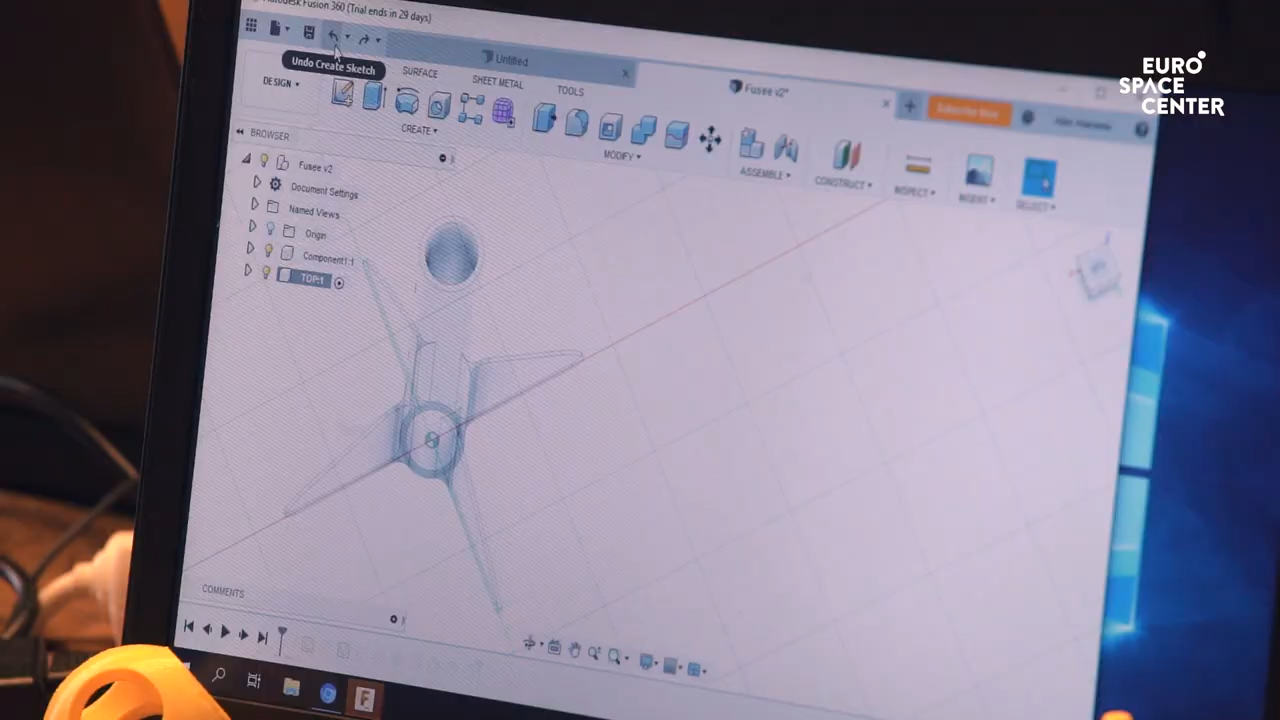 Autodesk Fusion 360 (Trial ends in 29 days)
EURO
SPACE
CENTER
Untitled
Fusee v2*
Undo Create Sketch
SURFACE
SHEET METAL
TOOLS
DESIGN
CREATE
MODIFY
ASSEMBLE
CONSTRUCT
INSPECT
INSERT
SELECT
BROWSER
Fusee v2
Document Settings
Named Views
Origin
Component1:1
TOP:1
COMMENTS